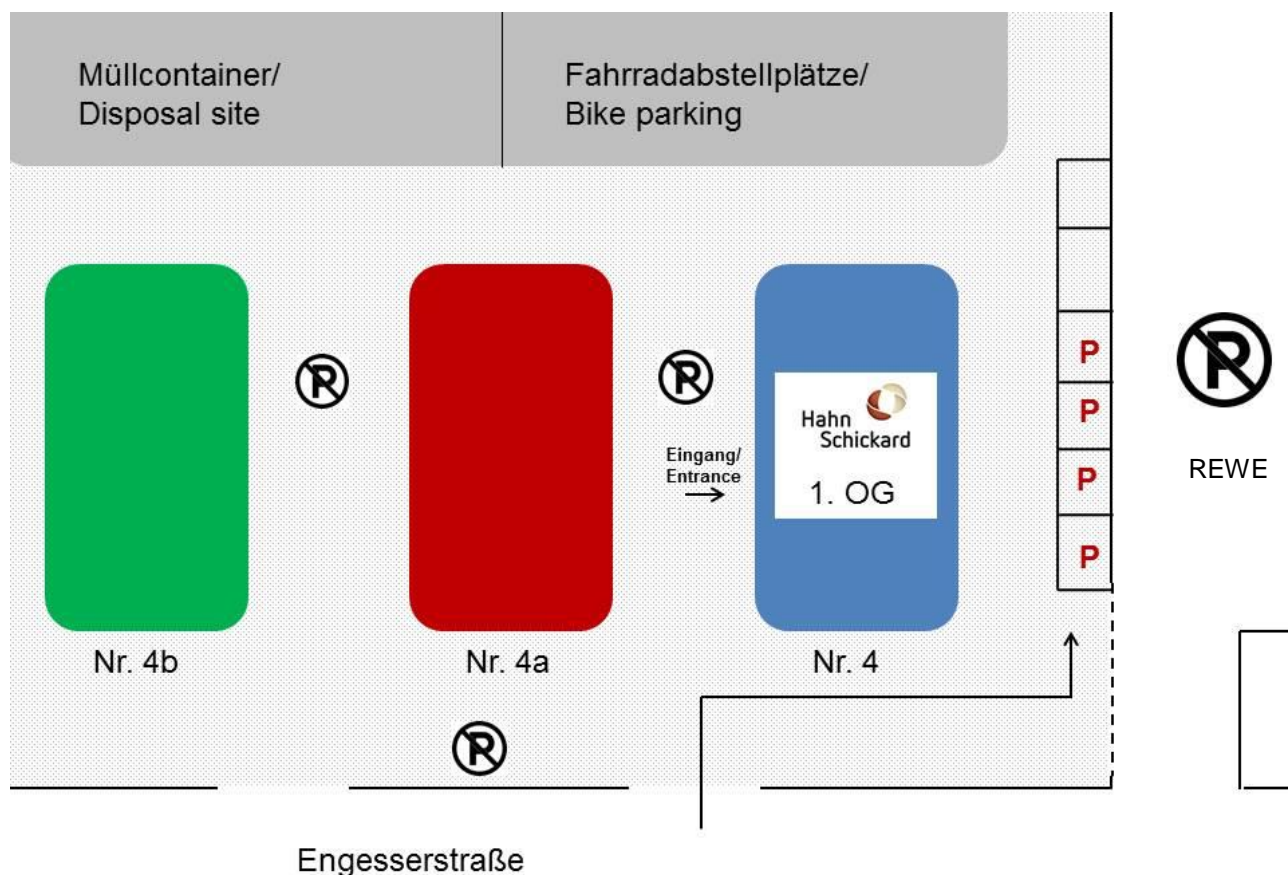 Müllcontainer/
Disposal site
Fahrradabstellplätze/
Bike parking
P
P
P
P
P
P
P
P
REWE
Hahn
Schickard
1. OG
Eingang/
Entrance
Nr. 4b
Nr. 4a
Nr. 4
Engesserstraße